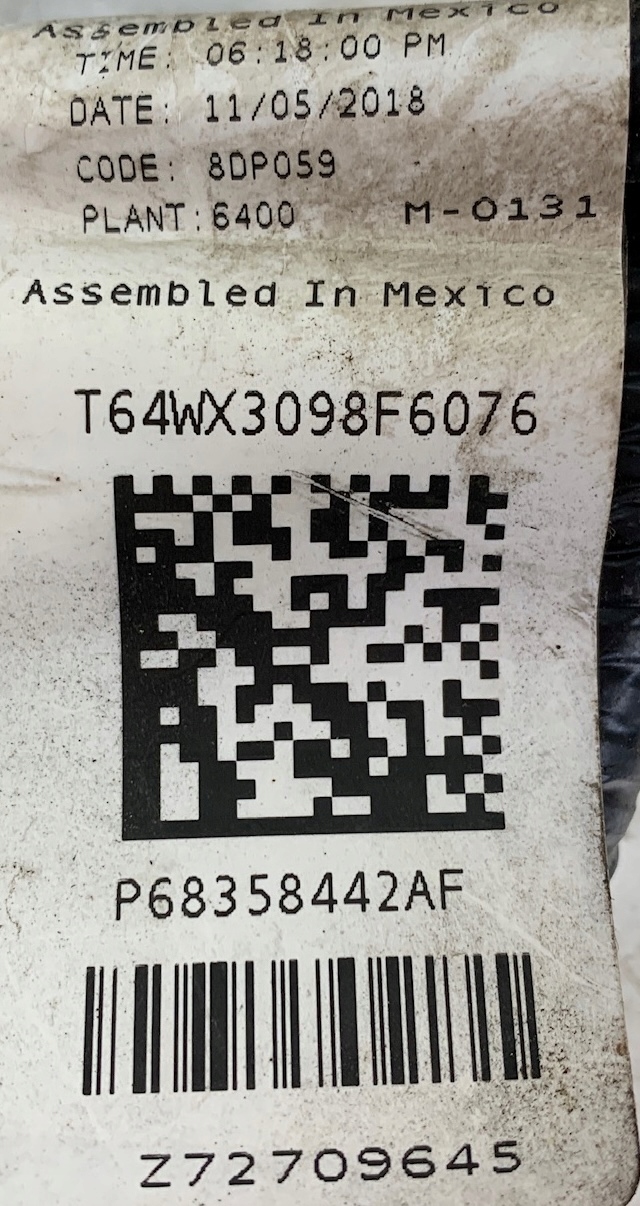 Assembled In Mexico
TIME: 06:18:00 PM
DATE: 11/05/2018
CODE: 8DP059
PLANT:6400 M-0131
Assembled In Mexico
T64WX3098F6076
P68358442AF
Z72709645